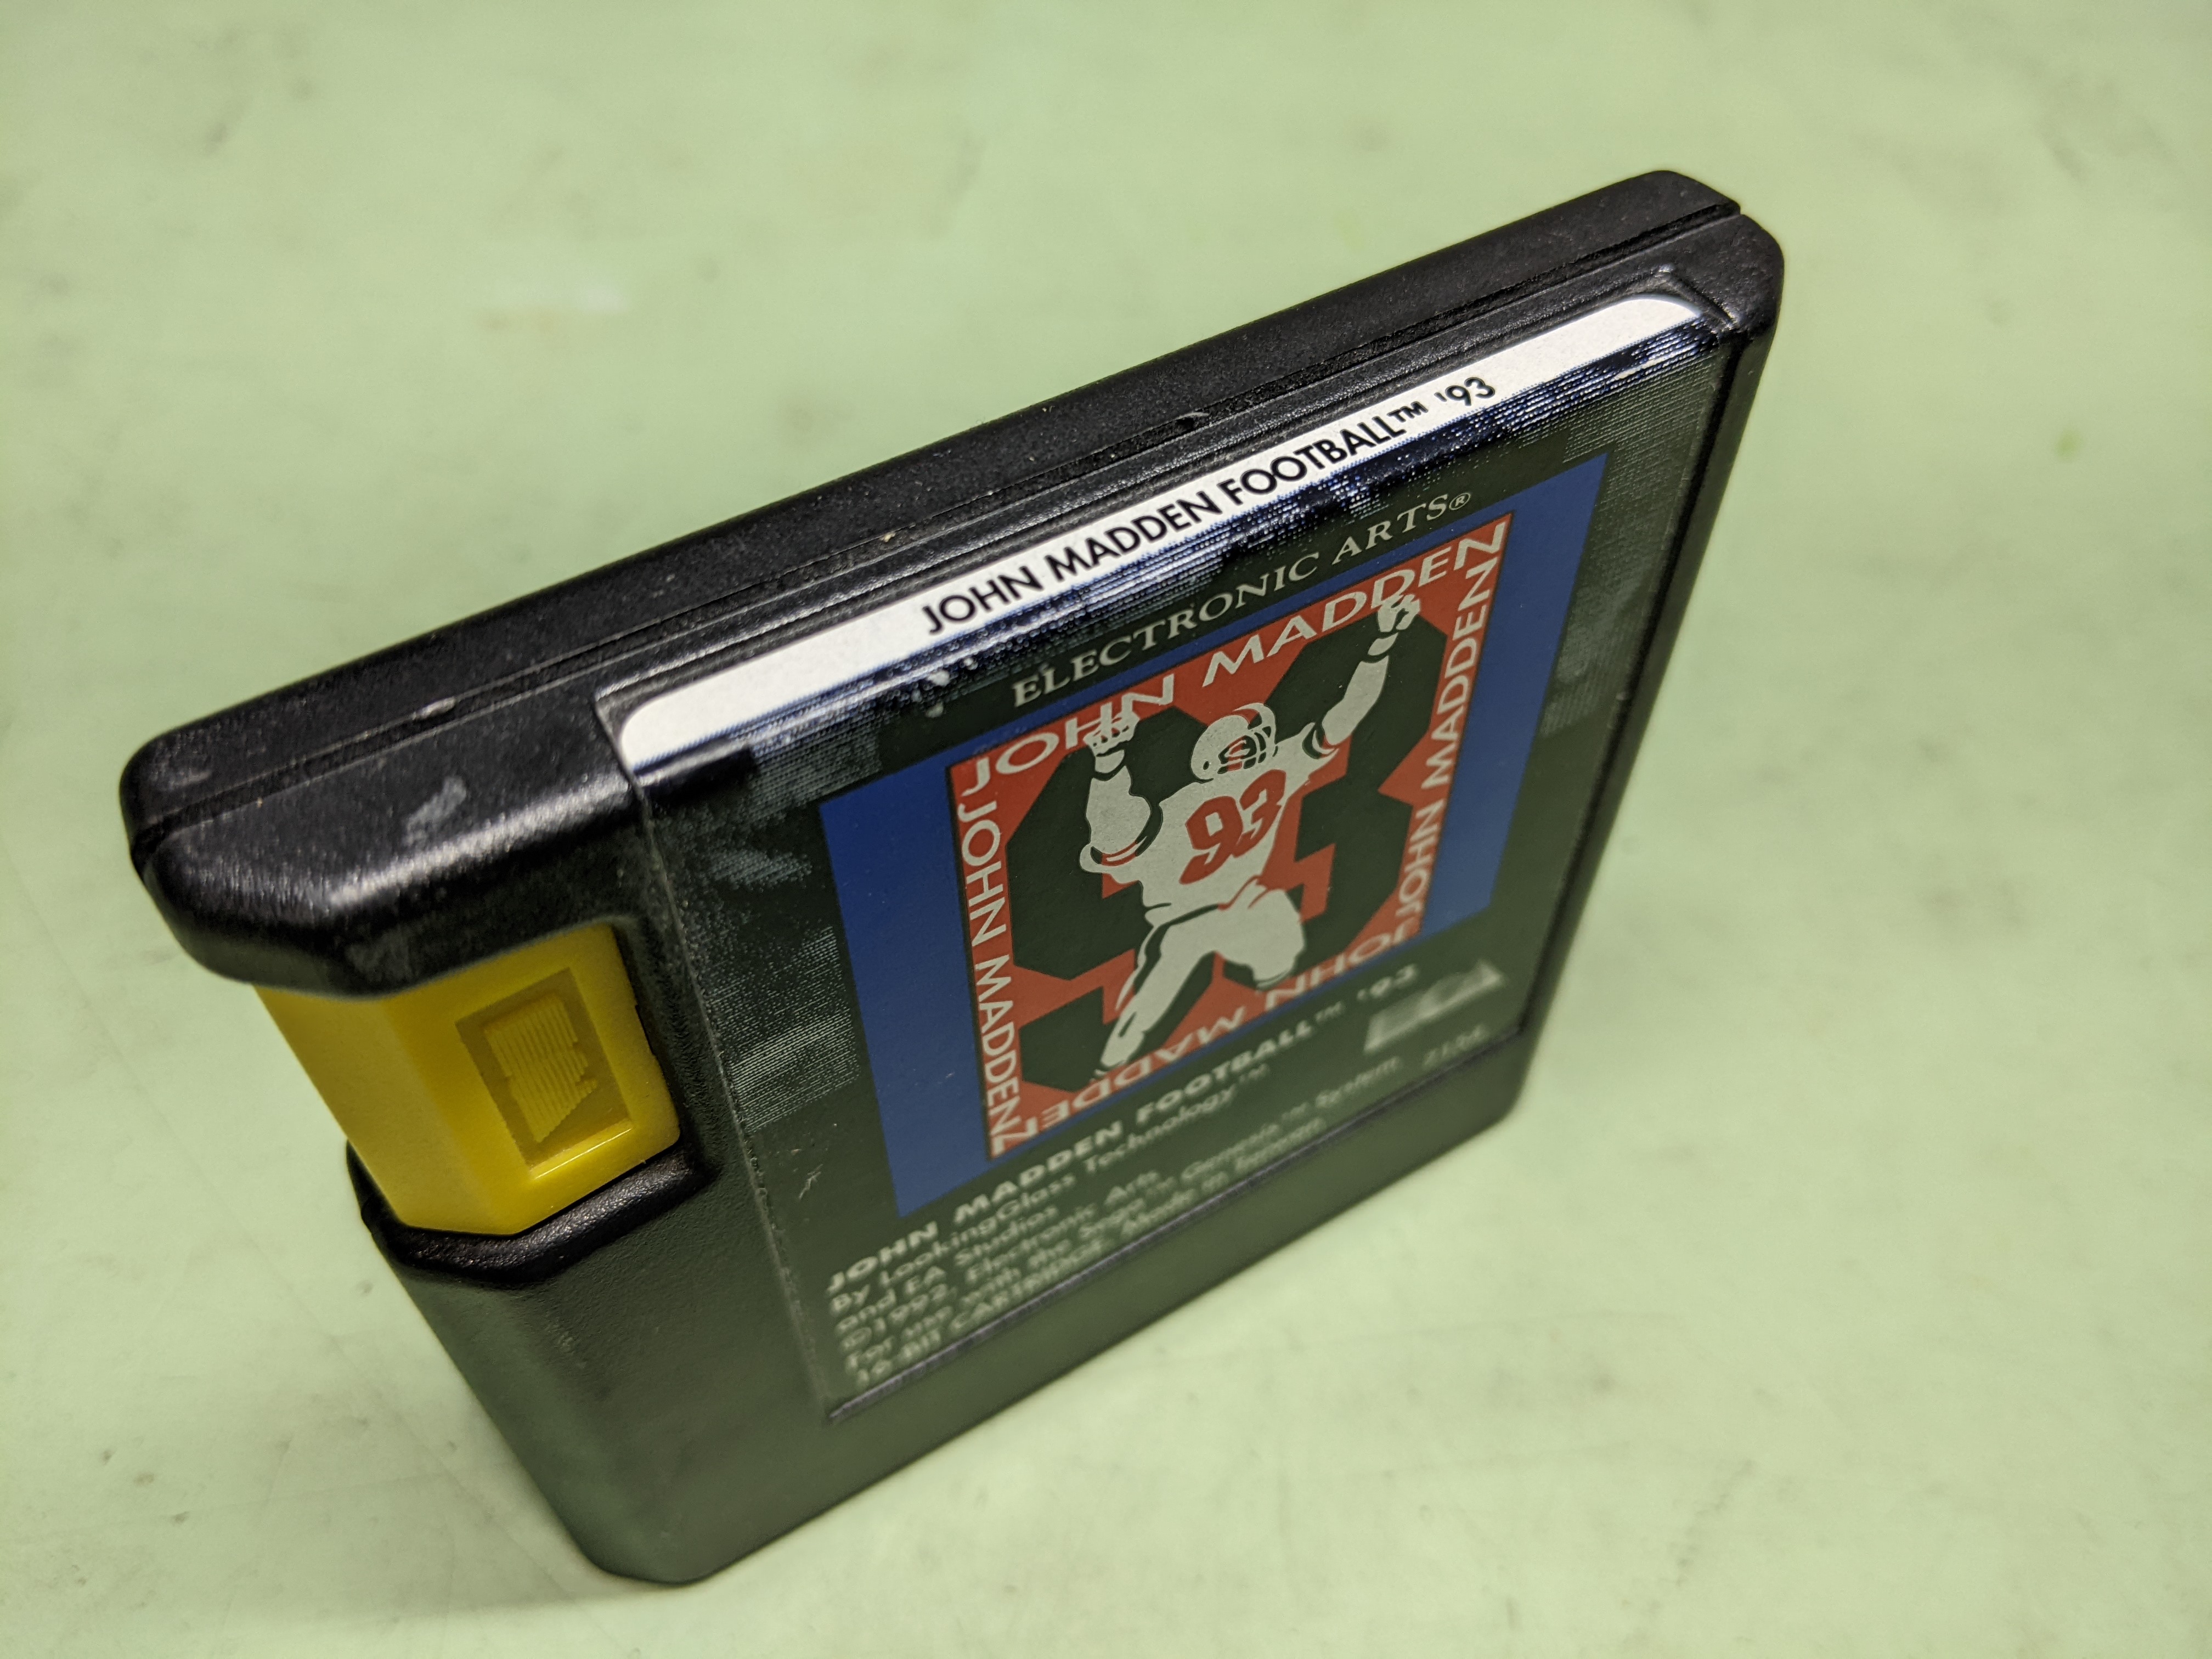 JOHN MADDEN FOOTBALL™ '93
ELECTRONIC ARTS®
JOHN MADDEN
JOHN MADDEN
JOHN MADDEN
JOHN MADDEN
93
JOHN MADDEN FOOTBALL™ '93
By LookingGlass Technology™
and EA Studios
©1992, Electronic Arts
For use with the Sega™ Genesis™ System.
16-BIT CARTRIDGE. Made in
EA